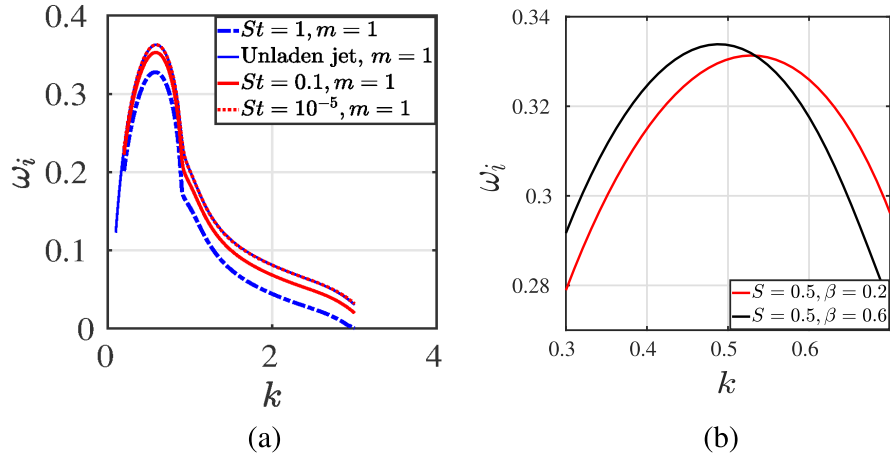 0.4
0.3
0.2
0.1
0
ω_i
0
2
4
k
St = 1, m = 1
Unladen jet, m = 1
St = 0.1, m = 1
St = 10⁻⁵, m = 1
(a)
0.34
0.32
0.3
0.28
ω_i
0.3
0.4
0.5
0.6
k
S = 0.5, β = 0.2
S = 0.5, β = 0.6
(b)